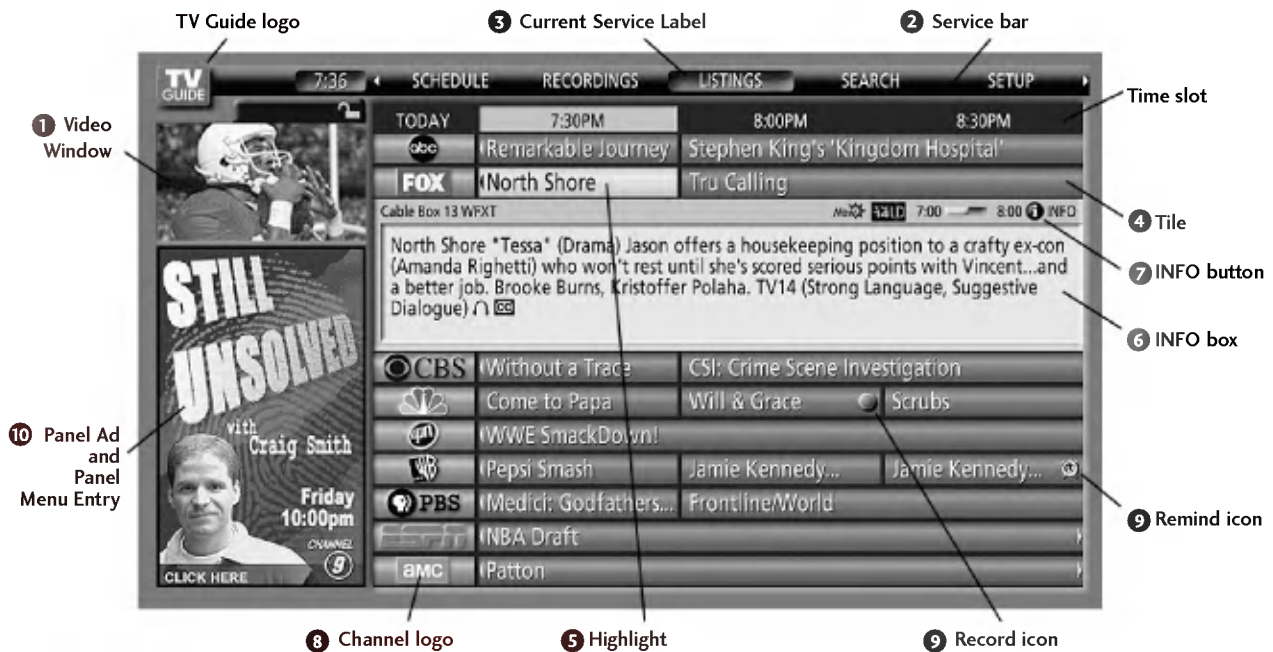 TV Guide logo
3 Current Service Label
2 Service bar
TV GUIDE
7:36
SCHEDULE RECORDINGS LISTINGS SEARCH SETUP
Time slot
TODAY 7:30PM 8:00PM 8:30PM
1 Video Window
abc Remarkable Journey Stephen King's 'Kingdom Hospital'
FOX North Shore Tru Calling
4 Tile
Cable Box 13 WFXT 7:00 8:00 i INFO
7 INFO button
North Shore "Tessa" (Drama) Jason offers a housekeeping position to a crafty ex-con
(Amanda Righetti) who won't rest until she's scored serious points with Vincent...and
a better job. Brooke Burns, Kristoffer Polaha. TV14 (Strong Language, Suggestive
Dialogue) CC
6 INFO box
STILL
UNSOLVED
with
Craig Smith
Friday
10:00pm
CHANNEL
9
CLICK HERE
10 Panel Ad
and
Panel
Menu Entry
CBS Without a Trace CSI: Crime Scene Investigation
Come to Papa Will & Grace Scrubs
upn WWE SmackDown!
WB Pepsi Smash Jamie Kennedy... Jamie Kennedy...
PBS Medici: Godfathers... Frontline/World
ESPN NBA Draft
amc Patton
9 Remind icon
8 Channel logo
5 Highlight
9 Record icon